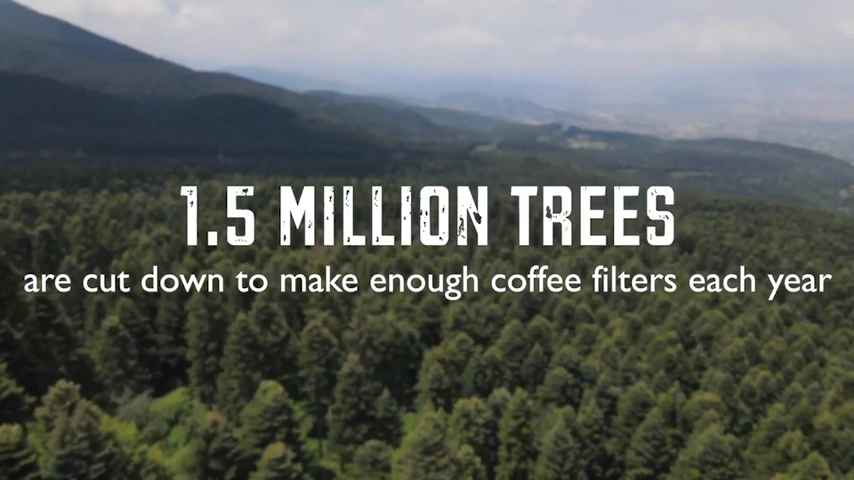 1.5 MILLION TREES
are cut down to make enough coffee filters each year